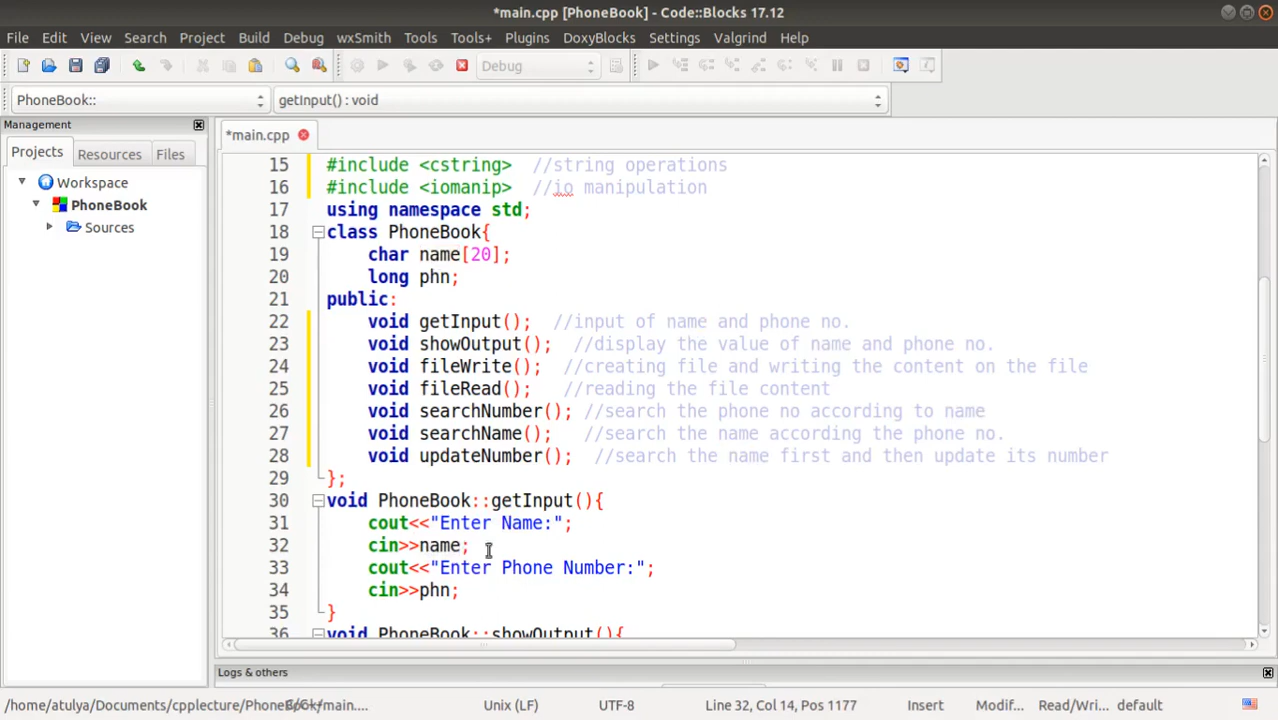 *main.cpp [PhoneBook] - Code::Blocks 17.12
File Edit View Search Project Build Debug wxSmith Tools Tools+ Plugins DoxyBlocks Settings Valgrind Help
Debug
PhoneBook:: getInput() : void
Management
*main.cpp
Projects Resources Files
Workspace
PhoneBook
Sources
15 #include <cstring> //string operations
16 #include <iomanip> //io manipulation
17 using namespace std;
18 class PhoneBook{
19 char name[20];
20 long phn;
21 public:
22 void getInput(); //input of name and phone no.
23 void showOutput(); //display the value of name and phone no.
24 void fileWrite(); //creating file and writing the content on the file
25 void fileRead(); //reading the file content
26 void searchNumber(); //search the phone no according to name
27 void searchName(); //search the name according the phone no.
28 void updateNumber(); //search the name first and then update its number
29 };
30 void PhoneBook::getInput(){
31 cout<<"Enter Name:";
32 cin>>name;
33 cout<<"Enter Phone Number:";
34 cin>>phn;
35 }
36 void PhoneBook::showOutput(){
Logs & others
/home/atulya/Documents/cpplecture/PhoneBo main.... Unix (LF) UTF-8 Line 32, Col 14, Pos 1177 Insert Modif... Read/Wri... default